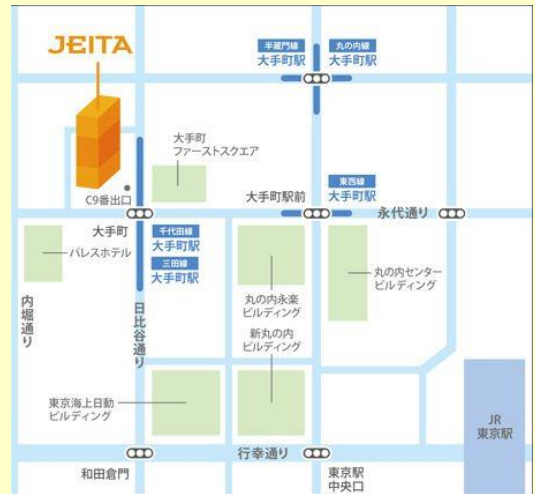 JEITA
半蔵門線
大手町駅
丸の内線
大手町駅
大手町
ファーストスクエア
C9番出口
大手町駅前
東西線
大手町駅
永代通り
大手町
パレスホテル
千代田線
大手町駅
三田線
大手町駅
丸の内センター
ビルディング
内堀通り
日比谷通り
丸の内永楽
ビルディング
新丸の内
ビルディング
東京海上日動
ビルディング
JR
東京駅
行幸通り
和田倉門
東京駅
中央口